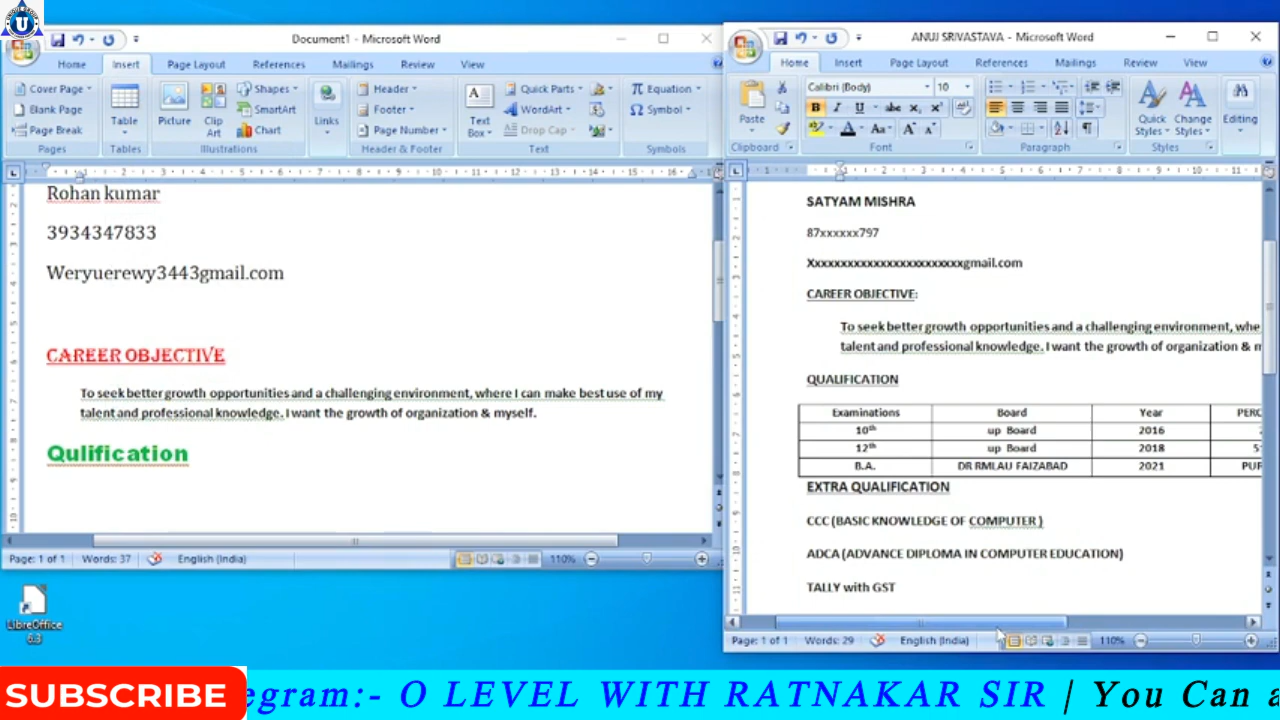 Document1 - Microsoft Word
Home Insert Page Layout References Mailings Review View
Cover Page
Blank Page
Page Break
Pages
Table
Tables
Picture
Clip Art
Shapes
SmartArt
Chart
Illustrations
Links
Header
Footer
Page Number
Header & Footer
Text Box
Quick Parts
WordArt
Drop Cap
Text
Equation
Symbol
Symbols
Rohan kumar
3934347833
Weryuerewy3443gmail.com
CAREER OBJECTIVE
To seek better growth opportunities and a challenging environment, where I can make best use of my
talent and professional knowledge. I want the growth of organization & myself.
Qulification
Page: 1 of 1 Words: 37 English (India) 110%
ANUJ SRIVASTAVA - Microsoft Word
Home Insert Page Layout References Mailings Review View
Paste
Clipboard
Calibri (Body) 10
Font
Paragraph
Quick Styles
Change Styles
Styles
Editing
SATYAM MISHRA
87xxxxxx797
Xxxxxxxxxxxxxxxxxxxxxxxgmail.com
CAREER OBJECTIVE:
To seek better growth opportunities and a challenging environment, whe
talent and professional knowledge. I want the growth of organization & m
QUALIFICATION
Examinations Board Year PERC
10th up Board 2016
12th up Board 2018
B.A. DR RMLAU FAIZABAD 2021 PUR
EXTRA QUALIFICATION
CCC (BASIC KNOWLEDGE OF COMPUTER )
ADCA (ADVANCE DIPLOMA IN COMPUTER EDUCATION)
TALLY with GST
Page: 1 of 1 Words: 29 English (India) 110%
LibreOffice
6.3
SUBSCRIBE
egram:- O LEVEL WITH RATNAKAR SIR | You Can a